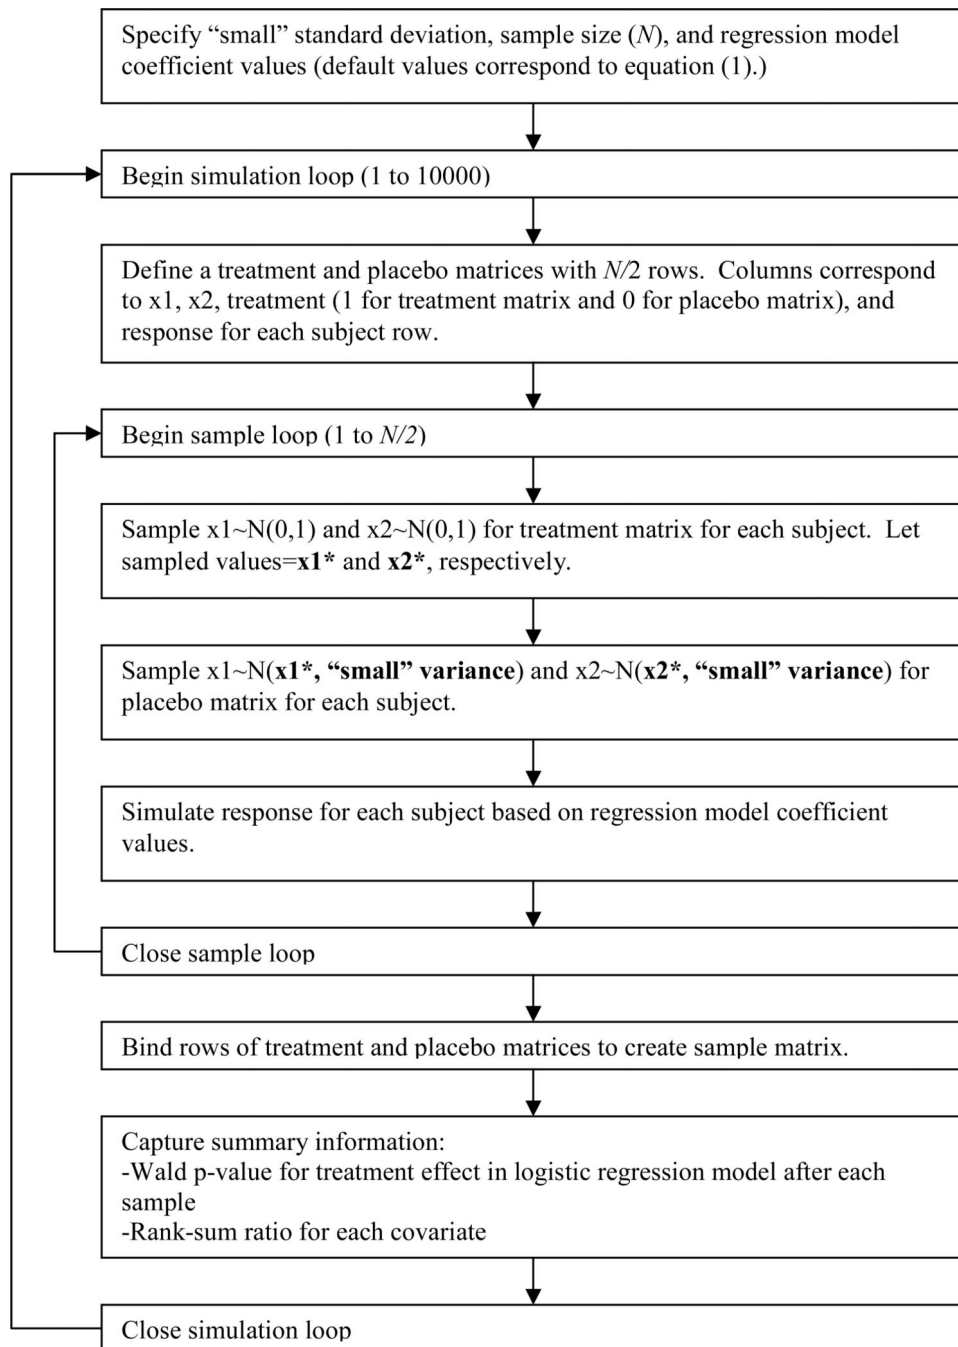 Specify “small” standard deviation, sample size (N), and regression model
coefficient values (default values correspond to equation (1).)
Begin simulation loop (1 to 10000)
Define a treatment and placebo matrices with N/2 rows.  Columns correspond
to x1, x2, treatment (1 for treatment matrix and 0 for placebo matrix), and
response for each subject row.
Begin sample loop (1 to N/2)
Sample x1~N(0,1) and x2~N(0,1) for treatment matrix for each subject.  Let
sampled values=x1* and x2*, respectively.
Sample x1~N(x1*, “small” variance) and x2~N(x2*, “small” variance) for
placebo matrix for each subject.
Simulate response for each subject based on regression model coefficient
values.
Close sample loop
Bind rows of treatment and placebo matrices to create sample matrix.
Capture summary information:
-Wald p-value for treatment effect in logistic regression model after each
sample
-Rank-sum ratio for each covariate
Close simulation loop